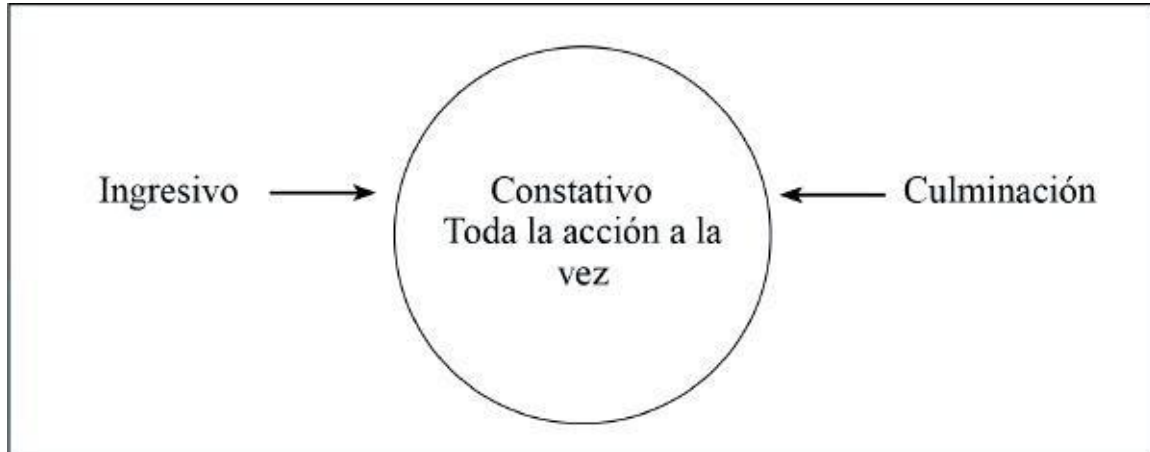 Ingresivo
Constativo
Toda la acción a la
vez
Culminación